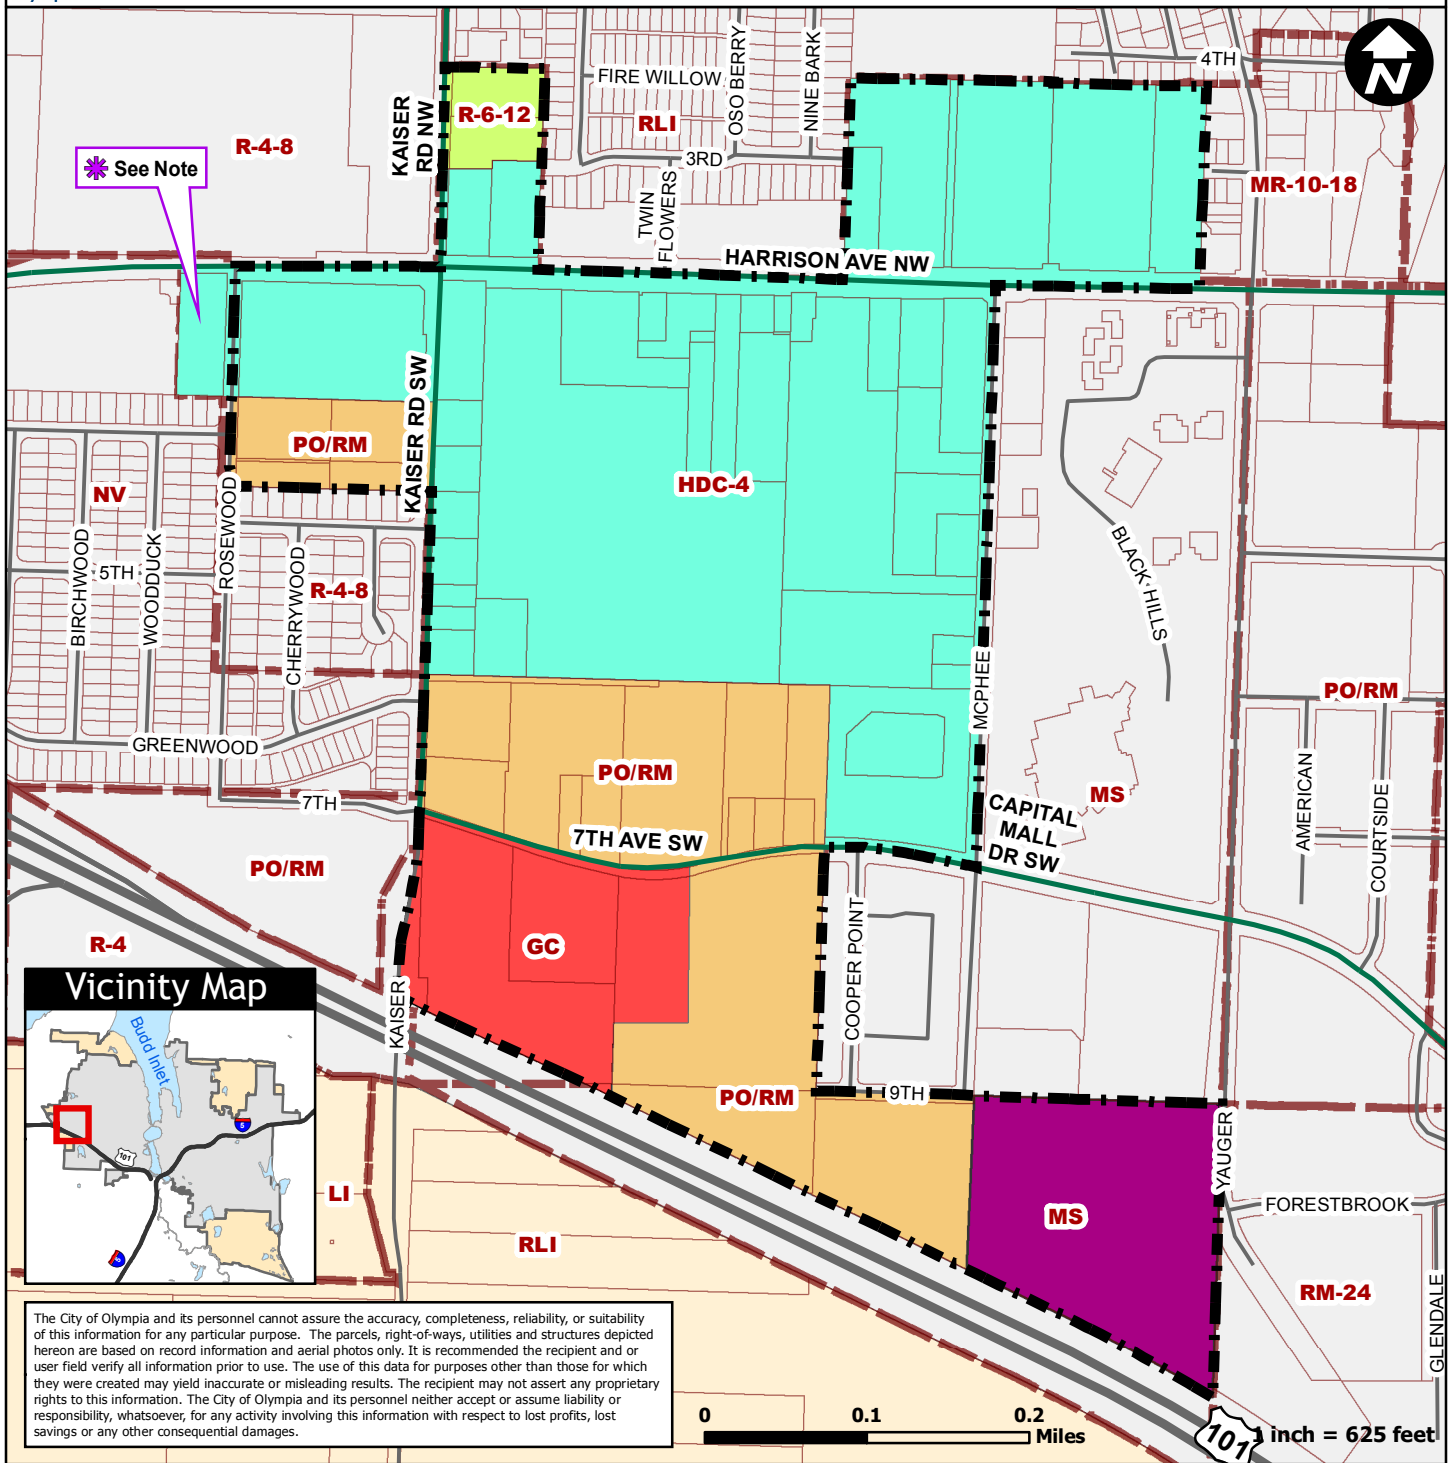 4TH
FIRE WILLOW
OSO BERRY
NINE BARK
KAISER
RD NW
R-6-12
RLI
R-4-8
See Note
3RD
TWIN
FLOWERS
MR-10-18
N
HARRISON AVE NW
KAISER RD SW
PO/RM
HDC-4
NV
ROSEWOOD
BIRCHWOOD
5TH
WOODDUCK
CHERRYWOOD
R-4-8
BLACK HILLS
MCPHEE
PO/RM
GREENWOOD
7TH
PO/RM
7TH AVE SW
CAPITAL
MALL
DR SW
MS
AMERICAN
COURTSIDE
PO/RM
R-4
GC
COOPER POINT
KAISER
PO/RM
9TH
YAUGER
FORESTBROOK
GLENDALE
MS
RM-24
LI
RLI
Vicinity Map
Budd Inlet
5
101
5
The City of Olympia and its personnel cannot assure the accuracy, completeness, reliability, or suitability
of this information for any particular purpose. The parcels, right-of-ways, utilities and structures depicted
hereon are based on record information and aerial photos only. It is recommended the recipient and or
user field verify all information prior to use. The use of this data for purposes other than those for which
they were created may yield inaccurate or misleading results. The recipient may not assert any proprietary
rights to this information. The City of Olympia and its personnel neither accept or assume liability or
responsibility, whatsoever, for any activity involving this information with respect to lost profits, lost
savings or any other consequential damages.
0 0.1 0.2
Miles
101
inch = 625 feet